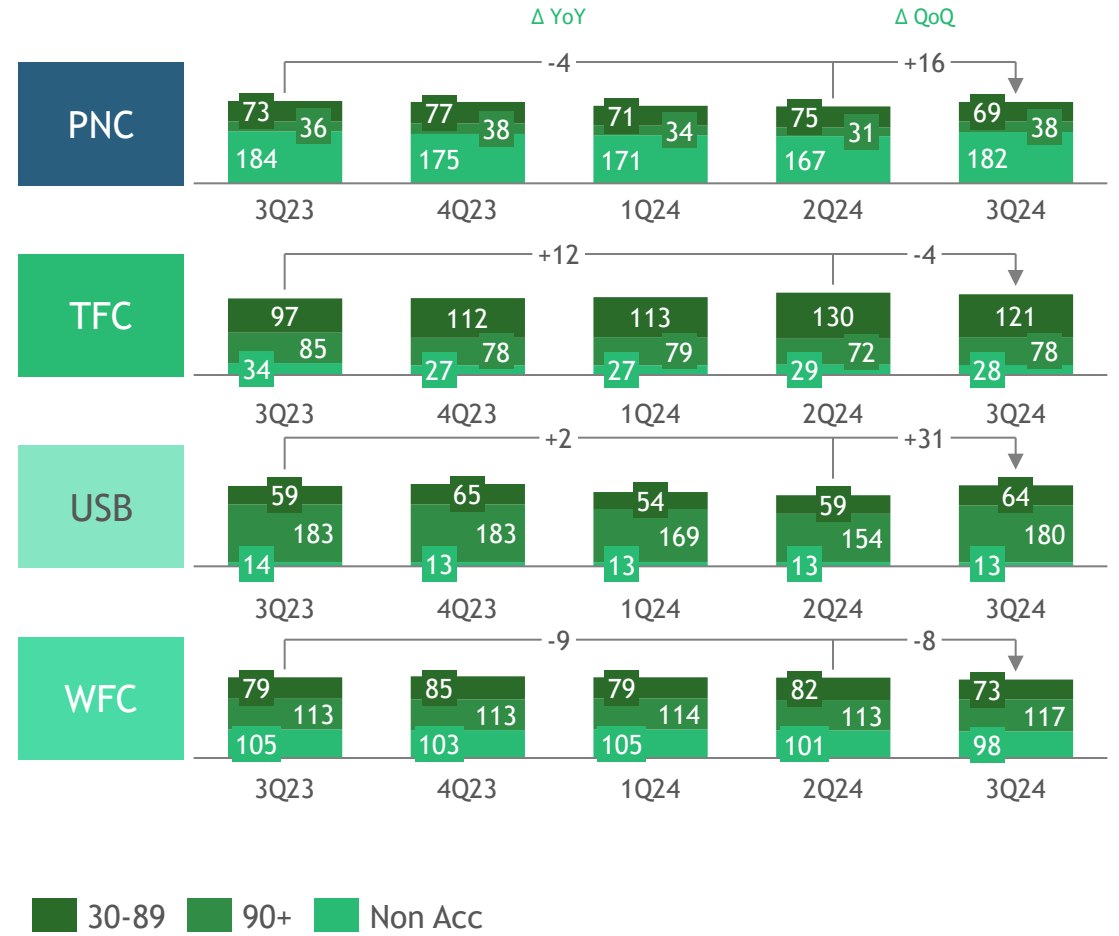 Δ YoY Δ QoQ
PNC
-4 +16
73 77 71 75 69
36 38 34 31 38
184 175 171 167 182
3Q23 4Q23 1Q24 2Q24 3Q24
TFC
+12 -4
97 112 113 130 121
85 78 79 72 78
34 27 27 29 28
3Q23 4Q23 1Q24 2Q24 3Q24
USB
+2 +31
59 65 54 59 64
183 183 169 154 180
14 13 13 13 13
3Q23 4Q23 1Q24 2Q24 3Q24
WFC
-9 -8
79 85 79 82 73
113 113 114 113 117
105 103 105 101 98
3Q23 4Q23 1Q24 2Q24 3Q24
30-89 90+ Non Acc